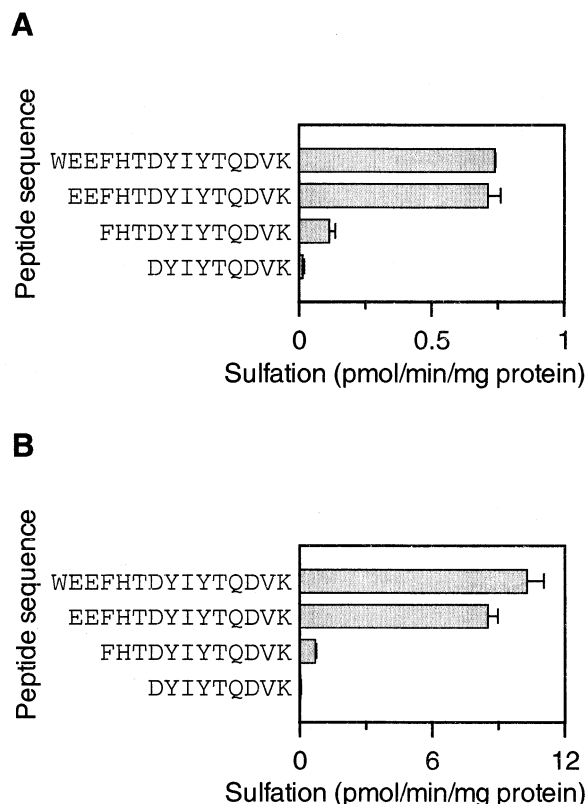 A
Peptide sequence
WEEFHTDYIYTQDVK
EEFHTDYIYTQDVK
FHTDYIYTQDVK
DYIYTQDVK
0 0.5 1
Sulfation (pmol/min/mg protein)
B
Peptide sequence
WEEFHTDYIYTQDVK
EEFHTDYIYTQDVK
FHTDYIYTQDVK
DYIYTQDVK
0 6 12
Sulfation (pmol/min/mg protein)